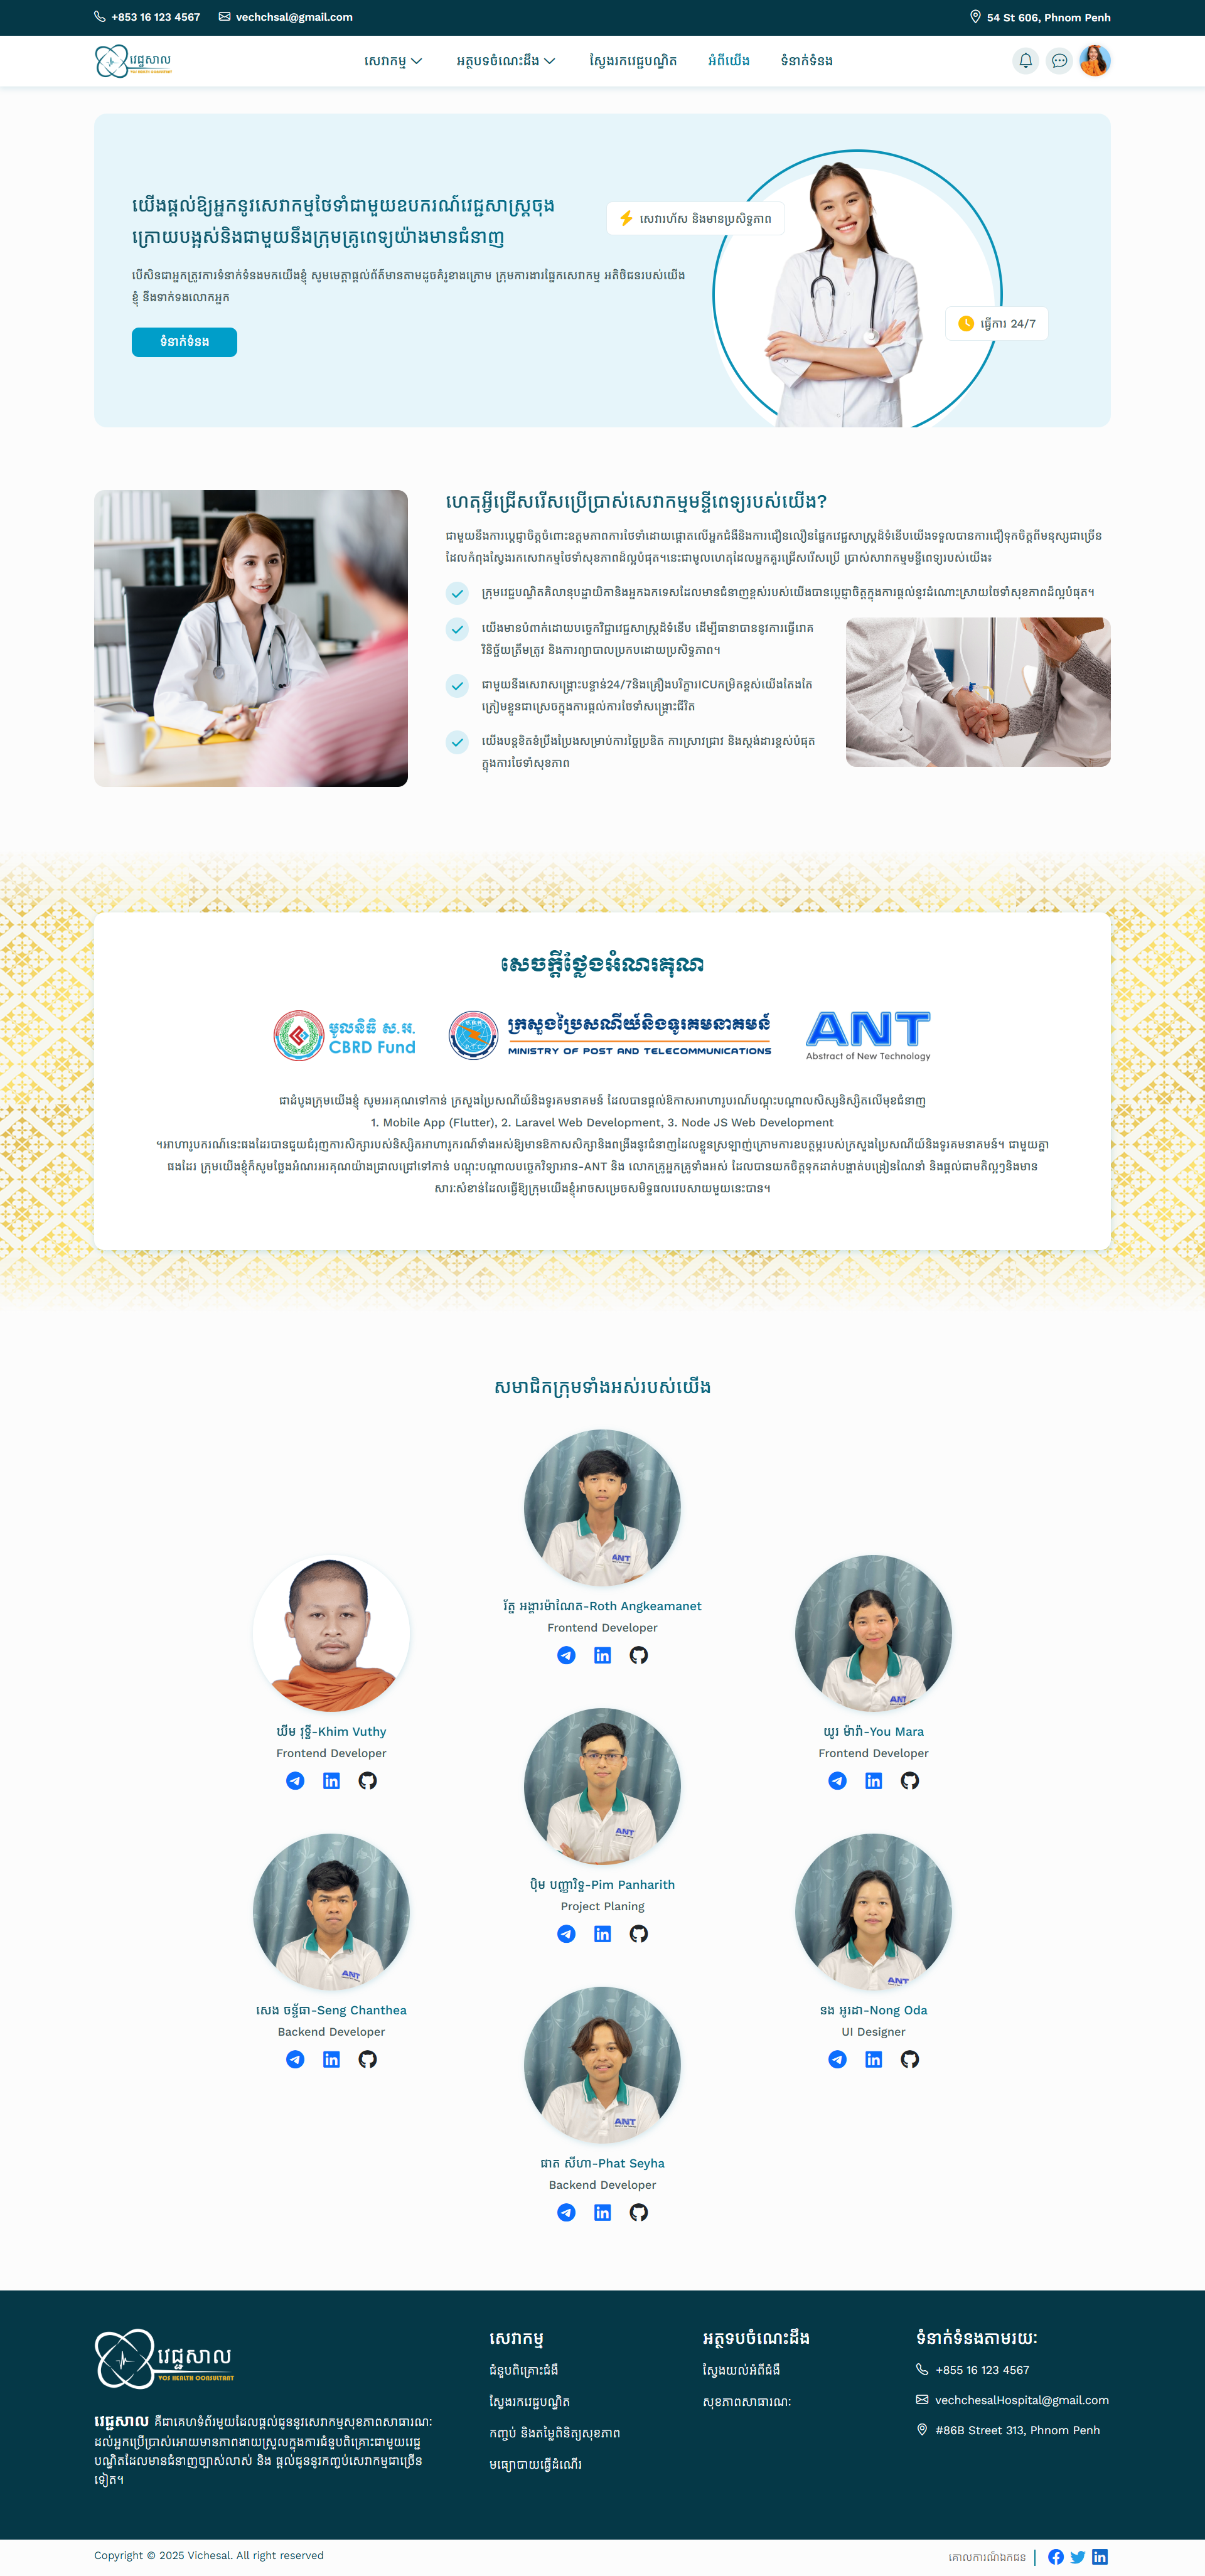 +853 16 123 4567
vechchsal@gmail.com
54 St 606, Phnom Penh
វេជ្ជសាល
YOS HEALTH CONSULTANT
សេវាកម្ម
អត្ថបទចំណេះដឹង
ស្វែងរកវេជ្ជបណ្ឌិត
អំពីយើង
ទំនាក់ទំនង
យើងផ្តល់ឱ្យអ្នកនូវសេវាកម្មថែទាំជាមួយឧបករណ៍វេជ្ជសាស្ត្រចុង
ក្រោយបង្អស់និងជាមួយនឹងក្រុមគ្រូពេទ្យយ៉ាងមានជំនាញ
បើសិនជាអ្នកត្រូវការទំនាក់ទំនងមកយើងខ្ញុំ សូមមេត្តាផ្តល់ព័ត៌មានតាមដូចគំរូខាងក្រោម ក្រុមការងារផ្នែកសេវាកម្ម អតិថិជនរបស់យើង
ខ្ញុំ នឹងទាក់ទងលោកអ្នក
ទំនាក់ទំនង
សេវារហ័ស និងមានប្រសិទ្ធភាព
ធ្វើការ 24/7
ហេតុអ្វីជ្រើសរើសប្រើប្រាស់សេវាកម្មមន្ទីពេទ្យរបស់យើង?
ជាមួយនឹងការប្តេជ្ញាចិត្តចំពោះឧត្តមភាពការថែទាំដោយផ្តោតលើអ្នកជំងឺនិងការជឿនលឿនផ្នែកវេជ្ជសាស្ត្រដ៏ទំនើបយើងទទួលបានការជឿទុកចិត្តពីមនុស្សជាច្រើន
ដែលកំពុងស្វែងរកសេវាកម្មថែទាំសុខភាពដ៏ល្អបំផុត។នេះជាមូលហេតុដែលអ្នកគួរជ្រើសរើសប្រើ ប្រាស់សាវាកម្មមន្ទីពេទ្យរបស់យើង៖
ក្រុមវេជ្ជបណ្ឌិតគិលានុបដ្ឋាយិកានិងអ្នកឯកទេសដែលមានជំនាញខ្ពស់របស់យើងបានប្តេជ្ញាចិត្តក្នុងការផ្តល់នូវដំណោះស្រាយថែទាំសុខភាពដ៏ល្អបំផុត។
យើងមានបំពាក់ដោយបច្ចេកវិជ្ជាវេជ្ជសាស្ត្រដ៏ទំនើប ដើម្បីធានាបាននូវការធ្វើរោគ
វិនិច្ឆ័យត្រឹមត្រូវ និងការព្យាបាលប្រកបដោយប្រសិទ្ធភាព។
ជាមួយនឹងសេវាសង្គ្រោះបន្ទាន់24/7និងគ្រឿងបរិក្ខារICUកម្រិតខ្ពស់យើងតែងតែ
ត្រៀមខ្លួនជាស្រេចក្នុងការផ្តល់ការថែទាំសង្គ្រោះជីវិត
យើងបន្តខិតខំប្រឹងប្រែងសម្រាប់ការច្នៃប្រឌិត ការស្រាវជ្រាវ និងស្តង់ដារខ្ពស់បំផុត
ក្នុងការថែទាំសុខភាព
សេចក្តីថ្លែងអំណរគុណ
មូលនិធិ ស.អ.
CBRD Fund
ក្រសួងប្រៃសណីយ៍និងទូរគមនាគមន៍
MINISTRY OF POST AND TELECOMMUNICATIONS
ANT
Abstract of New Technology
ជាដំបូងក្រុមយើងខ្ញុំ សូមអរគុណទៅកាន់ ក្រសួងប្រៃសណីយ៍និងទូរគមនាគមន៍ ដែលបានផ្តល់ឱកាសអាហារូបរណ៍បណ្តុះបណ្តាលសិស្សនិស្សិតលើមុខជំនាញ
1. Mobile App (Flutter), 2. Laravel Web Development, 3. Node JS Web Development
។អាហារូបករណ៍នេះផងដែរបានជួយជំរុញការសិក្សារបស់និស្សិតអាហារូករណ៍ទាំងអស់ឱ្យមានឱកាសសិក្សានិងពង្រឹងនូវជំនាញដែលខ្លួនស្រឡាញ់ក្រោមការឧបត្ថម្ភរបស់ក្រសួងប្រៃសណីយ៍និងទូរគមនាគមន៍។ ជាមួយគ្នា
ផងដែរ ក្រុមយើងខ្ញុំក៏សូមថ្លែងអំណរអរគុណយ៉ាងជ្រាលជ្រៅទៅកាន់ បណ្តុះបណ្តាលបច្ចេកវិទ្យាអាន-ANT និង លោកគ្រូអ្នកគ្រូទាំងអស់ ដែលបានយកចិត្តទុកដាក់បង្ហាត់បង្រៀនណែនាំ និងផ្តល់ជាមតិល្អៗនិងមាន
សារៈសំខាន់ដែលធ្វើឱ្យក្រុមយើងខ្ញុំអាចសម្រេចសមិទ្ធផលវេបសាយមួយនេះបាន។
សមាជិកក្រុមទាំងអស់របស់យើង
រ័ត្ន អង្គារម៉ាណែត-Roth Angkeamanet
Frontend Developer
ឃឹម វុទ្ធី-Khim Vuthy
Frontend Developer
យូរ ម៉ារ៉ា-You Mara
Frontend Developer
ប៉ិម បញ្ញារិទ្ធ-Pim Panharith
Project Planing
សេង ចន្ទ័ធា-Seng Chanthea
Backend Developer
នង អូរដា-Nong Oda
UI Designer
ផាត សីហា-Phat Seyha
Backend Developer
វេជ្ជសាល
YOS HEALTH CONSULTANT
វេជ្ជសាល គឺជាគេហទំព័រមួយដែលផ្តល់ជូននូវសេវាកម្មសុខភាពសាធារណៈ
ដល់អ្នកប្រើប្រាស់អោយមានភាពងាយស្រួលក្នុងការជំនួបពិគ្រោះជាមួយវេជ្ជ
បណ្ឌិតដែលមានជំនាញច្បាស់លាស់ និង ផ្តល់ជូននូវកញ្ចប់សេវាកម្មជាច្រើន
ទៀត។
សេវាកម្ម
ជំនួបពិគ្រោះជំងឺ
ស្វែងរកវេជ្ជបណ្ឌិត
កញ្ចប់ និងតម្លៃពិនិត្យសុខភាព
មធ្យោបាយធ្វើដំណើរ
អត្ថទបចំណេះដឹង
ស្វែងយល់អំពីជំងឺ
សុខភាពសាធារណៈ
ទំនាក់ទំនងតាមរយៈ
+855 16 123 4567
vechchesalHospital@gmail.com
#86B Street 313, Phnom Penh
Copyright © 2025 Vichesal. All right reserved
គោលការណ៍ឯកជន